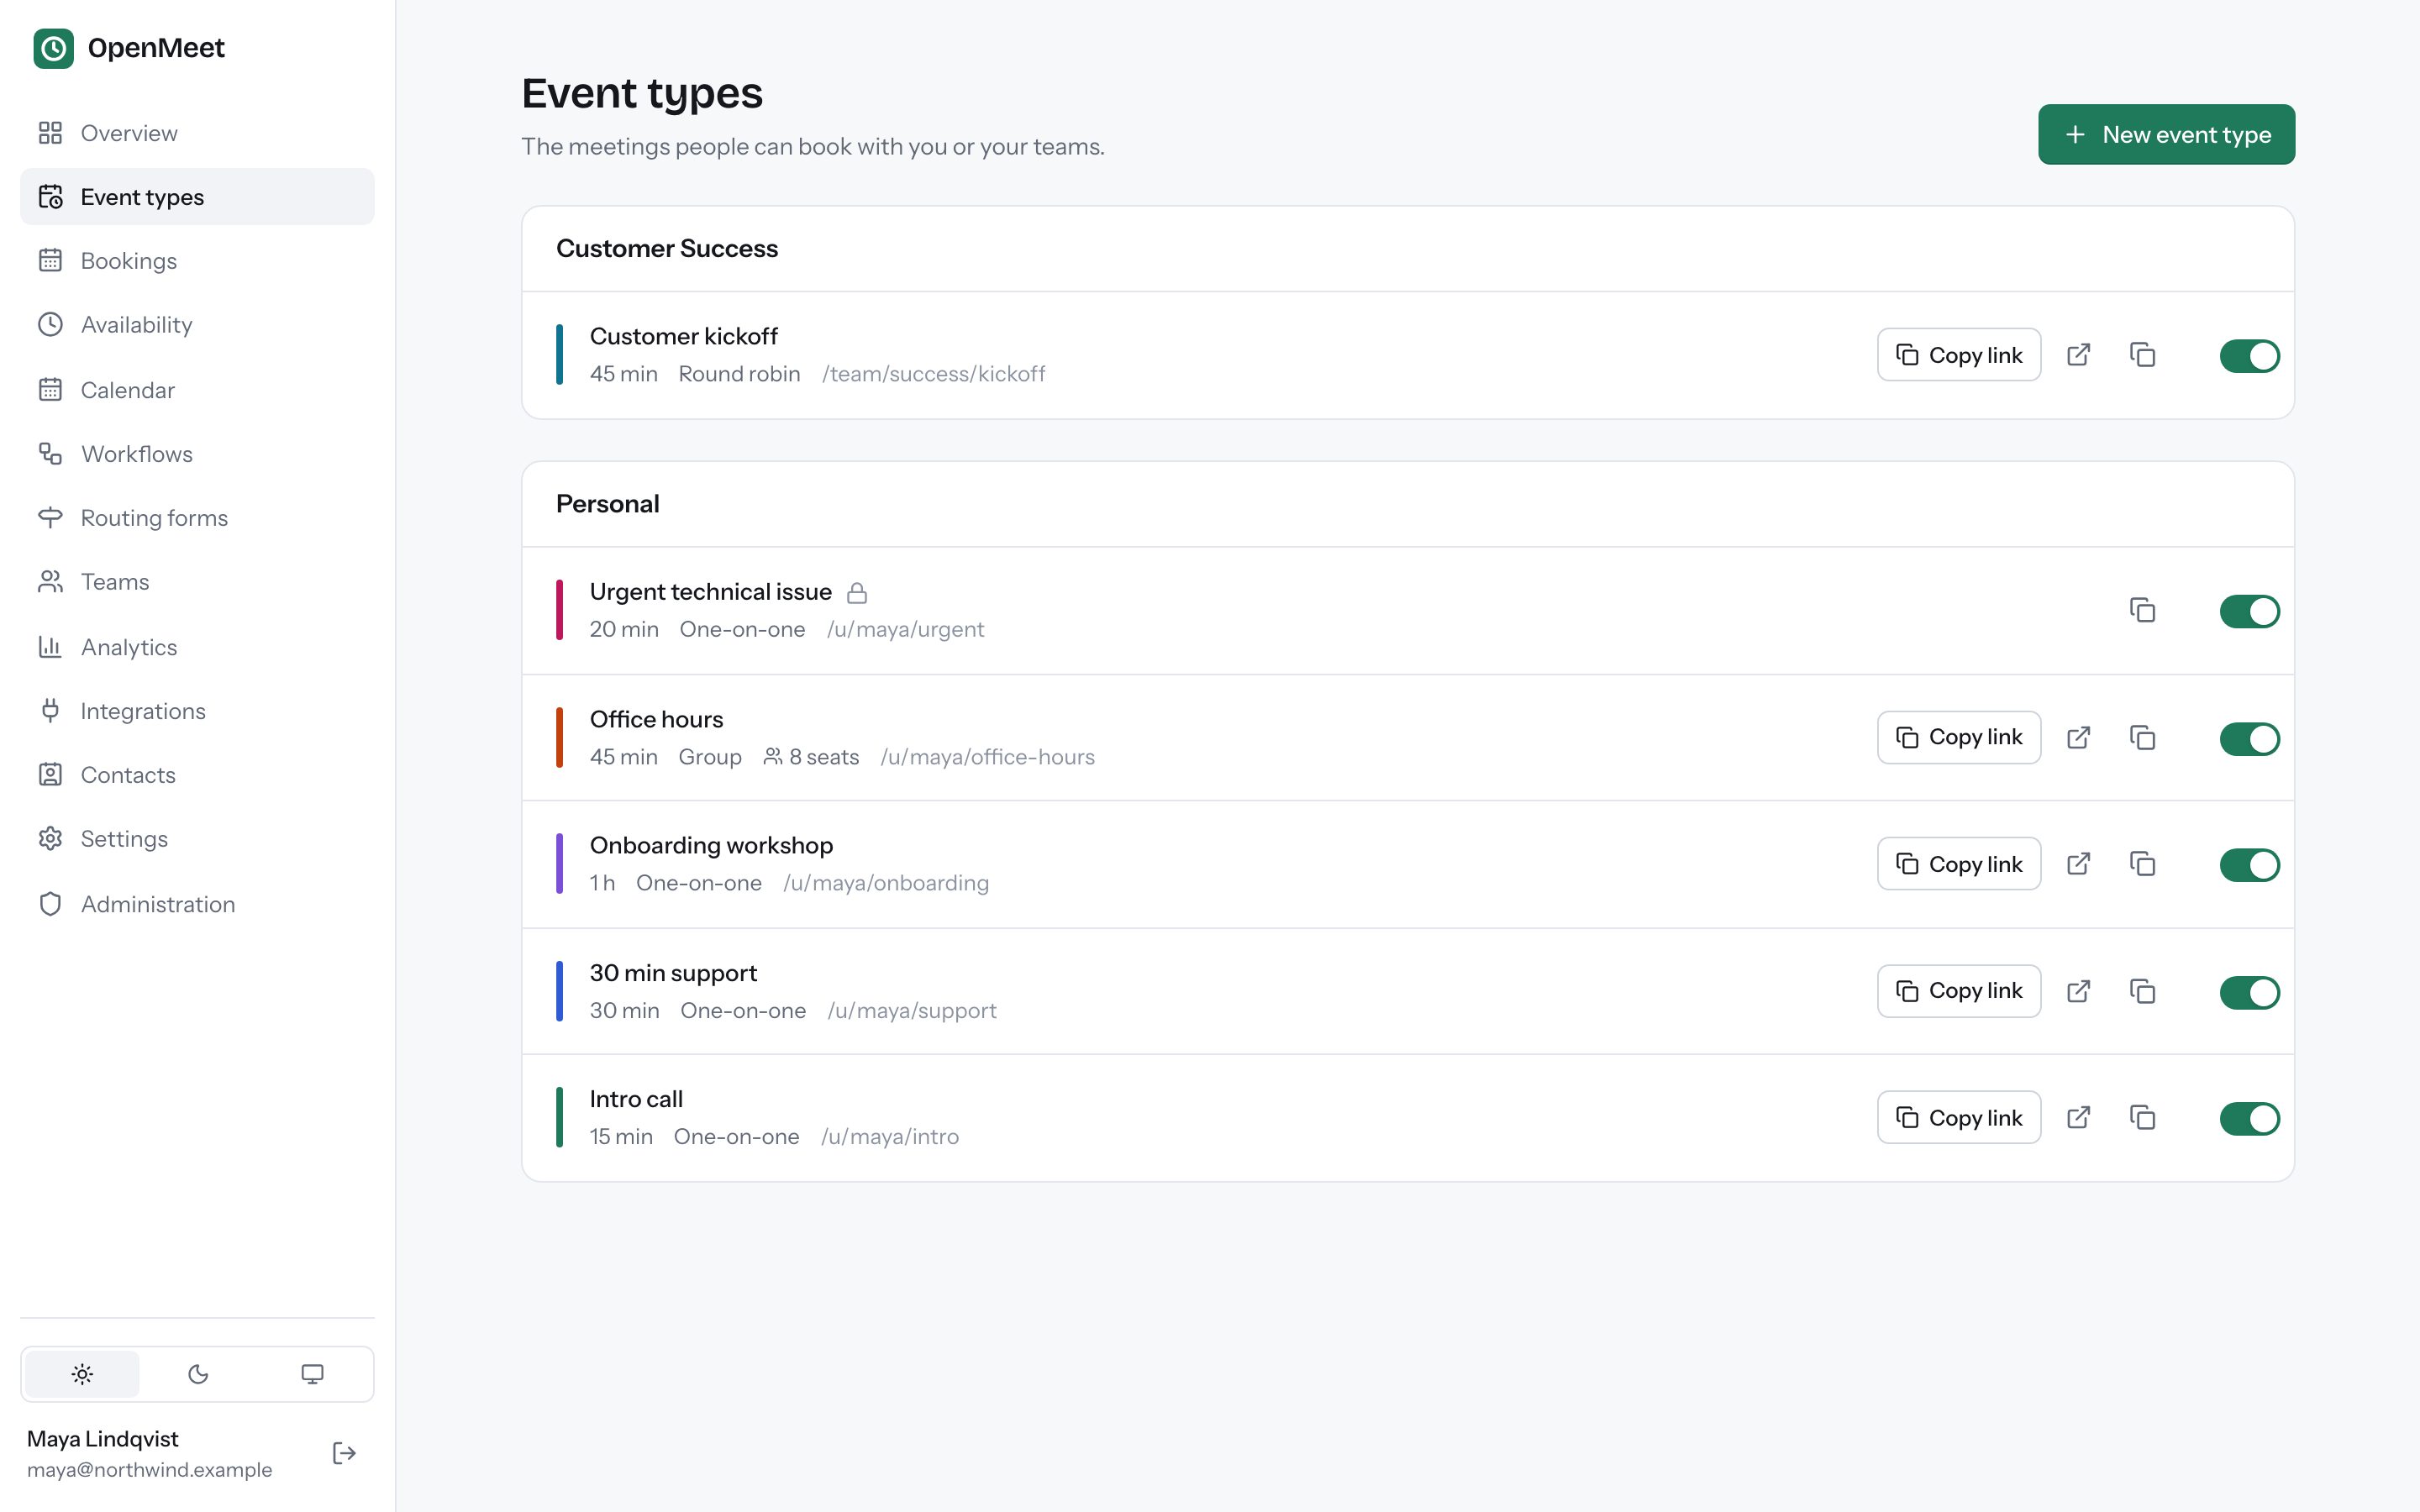 OpenMeet
Overview
Event types
Bookings
Availability
Calendar
Workflows
Routing forms
Teams
Analytics
Integrations
Contacts
Settings
Administration
Maya Lindqvist
maya@northwind.example
Event types
The meetings people can book with you or your teams.
New event type
Customer Success
Customer kickoff
45 min Round robin /team/success/kickoff
Copy link
Personal
Urgent technical issue
20 min One-on-one /u/maya/urgent
Office hours
45 min Group 8 seats /u/maya/office-hours
Copy link
Onboarding workshop
1 h One-on-one /u/maya/onboarding
Copy link
30 min support
30 min One-on-one /u/maya/support
Copy link
Intro call
15 min One-on-one /u/maya/intro
Copy link